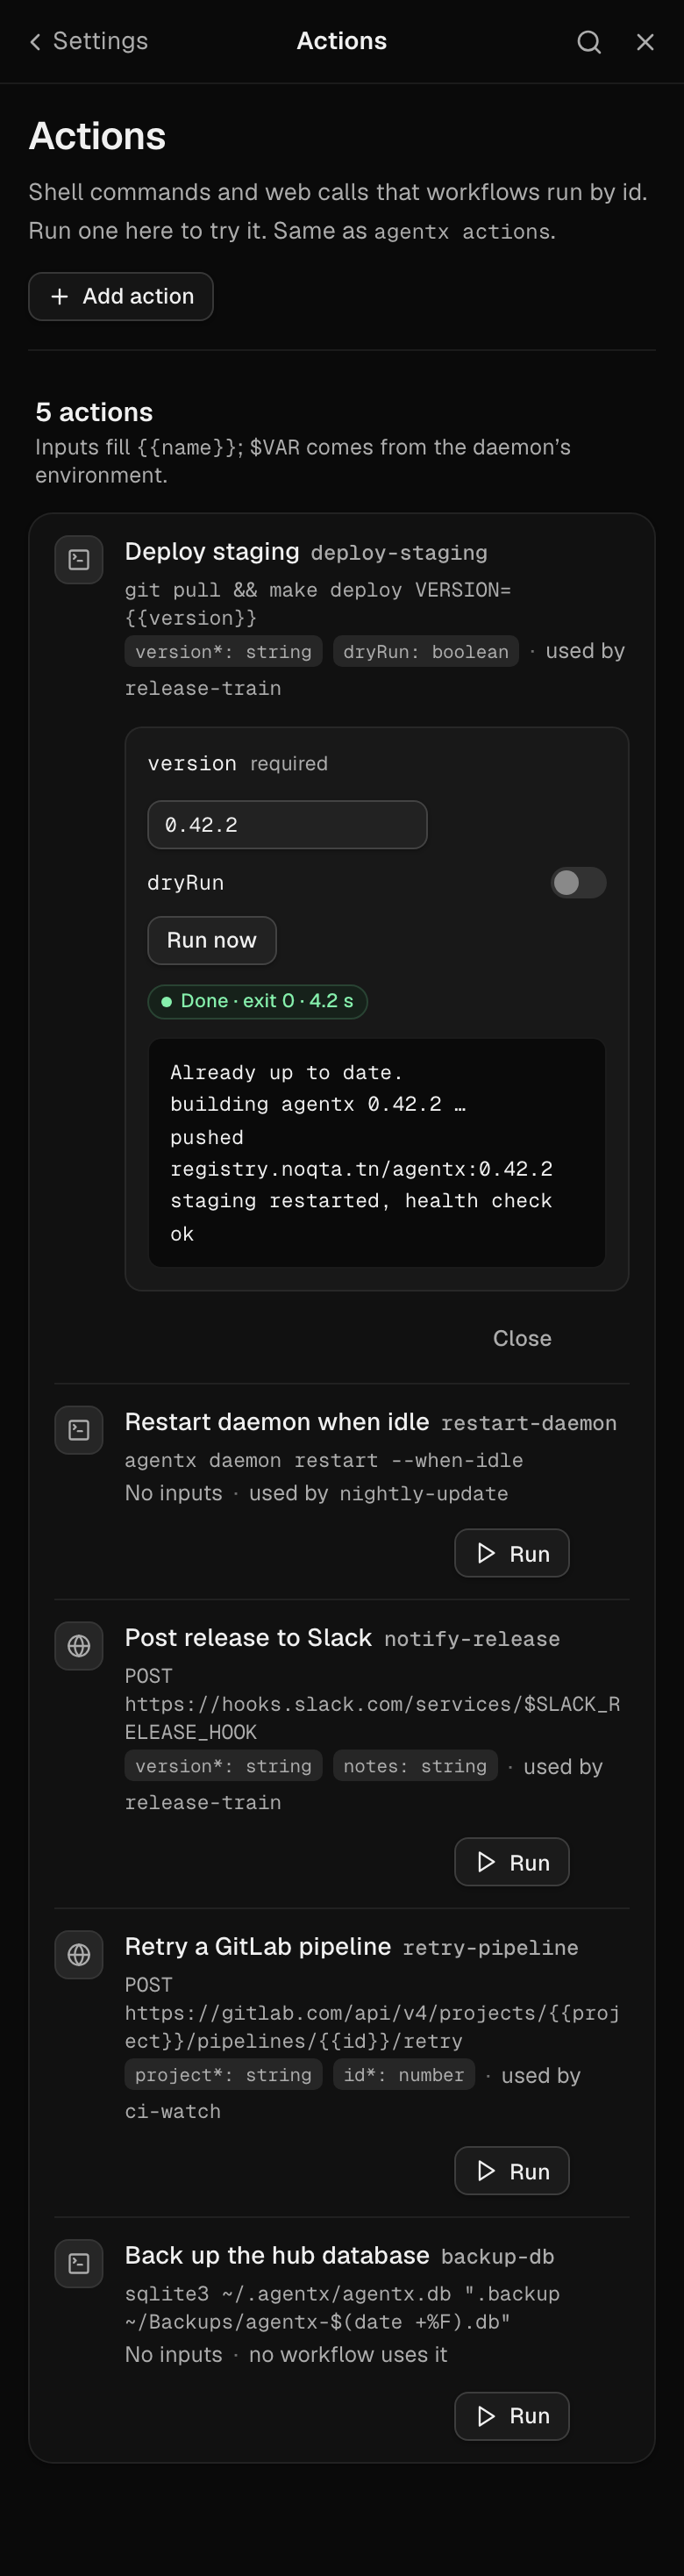 Settings
Actions
Actions
Shell commands and web calls that workflows run by id.
Run one here to try it. Same as agentx actions.
Add action
5 actions
Inputs fill {{name}}; $VAR comes from the daemon’s
environment.
Deploy staging deploy-staging
git pull && make deploy VERSION=
{{version}}
version*: string dryRun: boolean · used by
release-train
version required
0.42.2
dryRun
Run now
Done · exit 0 · 4.2 s
Already up to date.
building agentx 0.42.2 …
pushed
registry.noqta.tn/agentx:0.42.2
staging restarted, health check
ok
Close
Restart daemon when idle restart-daemon
agentx daemon restart --when-idle
No inputs · used by nightly-update
Run
Post release to Slack notify-release
POST
https://hooks.slack.com/services/$SLACK_R
ELEASE_HOOK
version*: string notes: string · used by
release-train
Run
Retry a GitLab pipeline retry-pipeline
POST
https://gitlab.com/api/v4/projects/{{proj
ect}}/pipelines/{{id}}/retry
project*: string id*: number · used by
ci-watch
Run
Back up the hub database backup-db
sqlite3 ~/.agentx/agentx.db ".backup
~/Backups/agentx-$(date +%F).db"
No inputs · no workflow uses it
Run